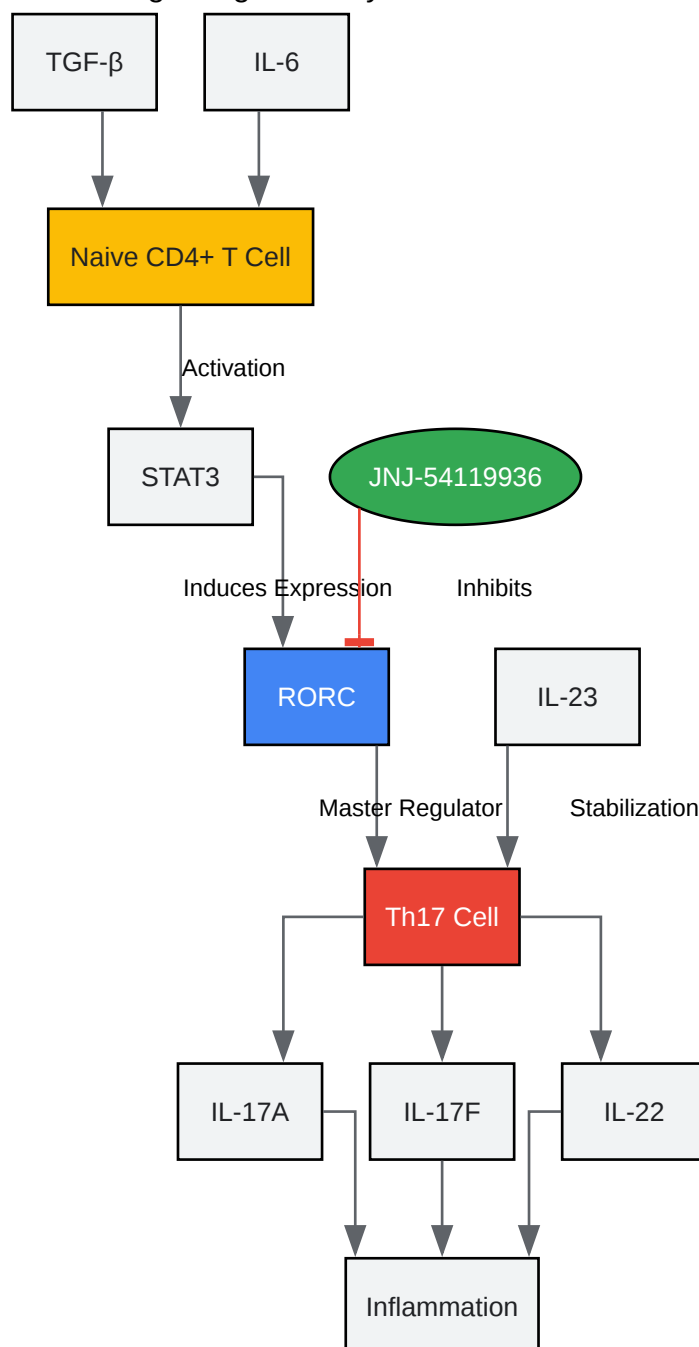 TGF-β
IL-6
Naive CD4+ T Cell
Activation
STAT3
JNJ-54119936
Induces Expression
Inhibits
RORC
IL-23
Master Regulator
Stabilization
Th17 Cell
IL-17A
IL-17F
IL-22
Inflammation